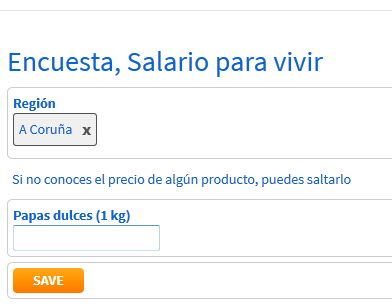 Encuesta, Salario para vivir
Región
A Coruña x
Si no conoces el precio de algún producto, puedes saltarlo
Papas dulces (1 kg)
SAVE